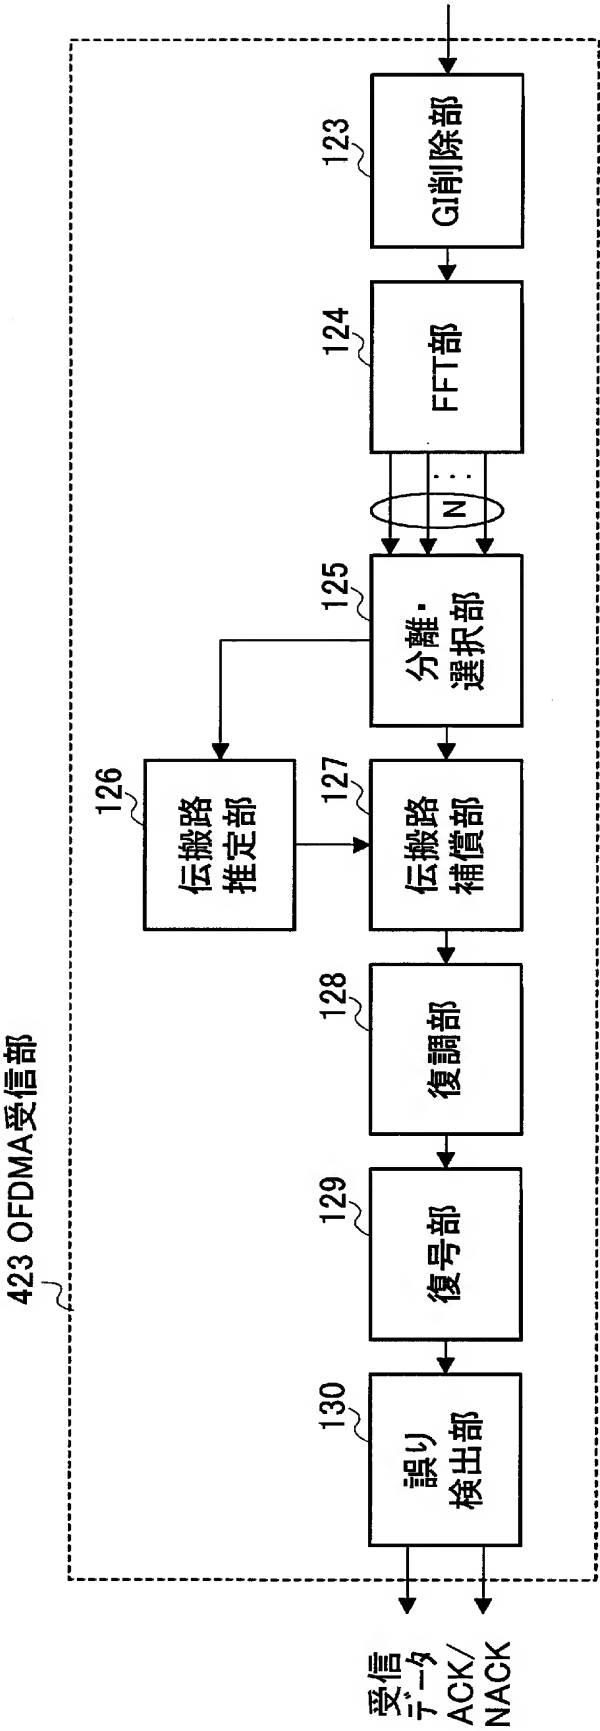 423 OFDMA受信部
126
伝搬路
推定部
130
誤り
検出部
129
復号部
128
復調部
127
伝搬路
補償部
125
分離・
選択部
N
...
124
FFT部
123
GI削除部
受信
データ
ACK/
NACK